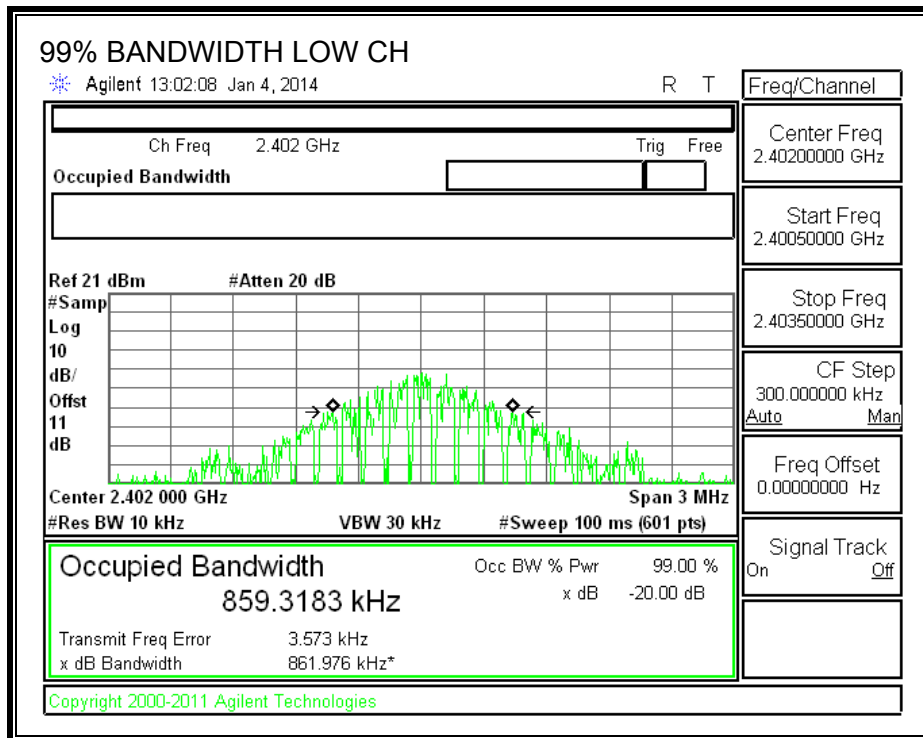 99% BANDWIDTH LOW CH
Agilent 13:02:08 Jan 4, 2014 R T
Freq/Channel
Ch Freq 2.402 GHz Trig Free
Occupied Bandwidth
Center Freq
2.40200000 GHz
Start Freq
2.40050000 GHz
Stop Freq
2.40350000 GHz
CF Step
300.000000 kHz
Auto Man
Freq Offset
0.00000000 Hz
Signal Track
On Off
Ref 21 dBm #Atten 20 dB
#Samp
Log
10
dB/
Offst
11
dB
Center 2.402 000 GHz Span 3 MHz
#Res BW 10 kHz VBW 30 kHz #Sweep 100 ms (601 pts)
Occupied Bandwidth
859.3183 kHz
Occ BW % Pwr 99.00 %
x dB -20.00 dB
Transmit Freq Error 3.573 kHz
x dB Bandwidth 861.976 kHz*
Copyright 2000-2011 Agilent Technologies